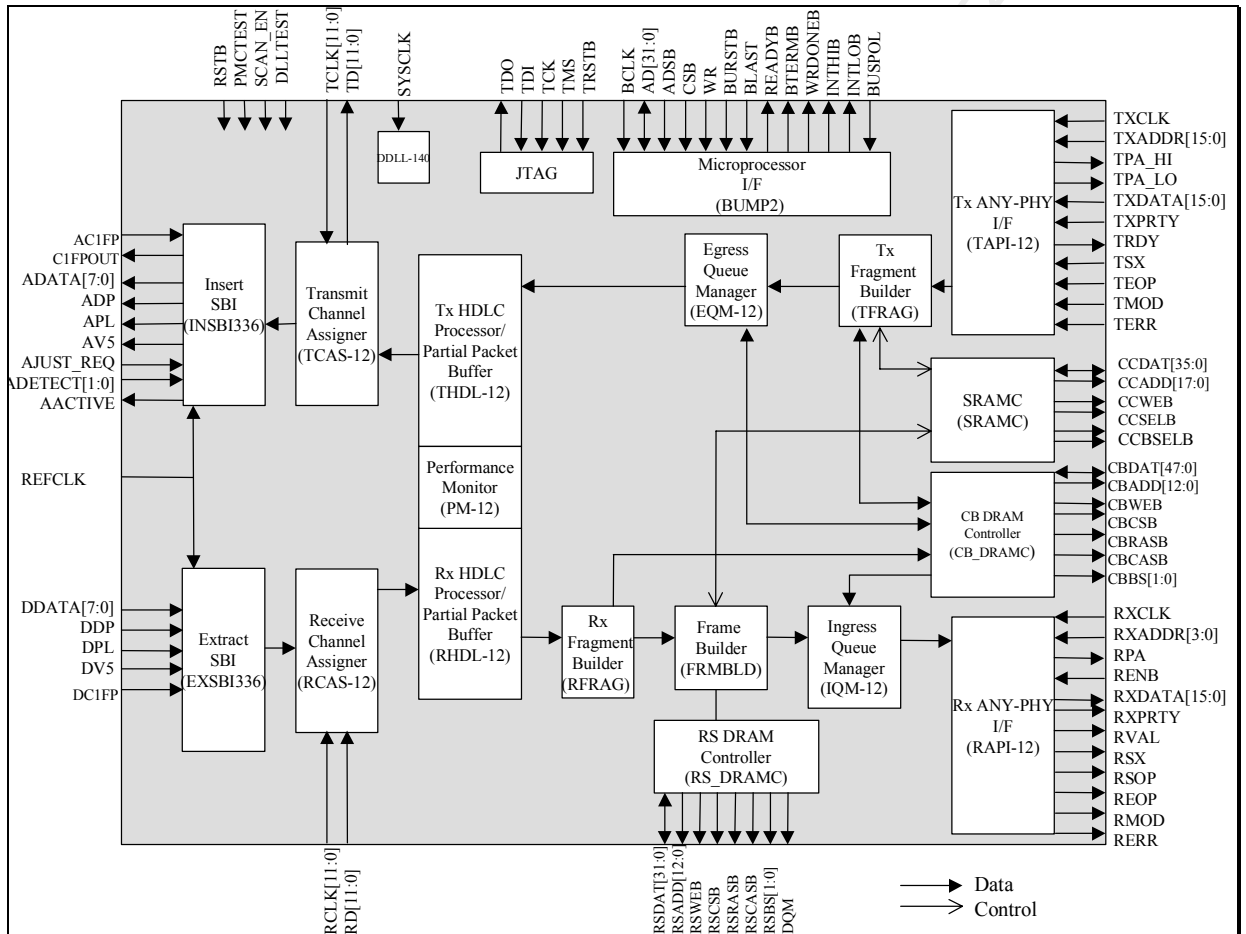 RSTB
PMCTEST
SCAN_EN
DLLTEST
TCLK[11:0]
TD[11:0]
SYSCLK
TDO
TDI
TCK
TMS
TRSTB
BCLK
AD[31:0]
ADSB
CSB
WR
BURSTB
BLAST
READYB
BTERMB
WRDONEB
INTHIB
INTLOB
BUSPOL
DDLL-140
JTAG
Microprocessor
I/F
(BUMP2)
Tx ANY-PHY
I/F
(TAPI-12)
TXCLK
TXADDR[15:0]
TPA_HI
TPA_LO
TXDATA[15:0]
TXPRTY
TRDY
TSX
TEOP
TMOD
TERR
AC1FP
C1FPOUT
ADATA[7:0]
ADP
APL
AV5
AJUST_REQ
ADETECT[1:0]
AACTIVE
Insert
SBI
(INSBI336)
Transmit
Channel
Assigner
(TCAS-12)
Tx HDLC
Processor/
Partial Packet
Buffer
(THDL-12)
Egress
Queue
Manager
(EQM-12)
Tx
Fragment
Builder
(TFRAG)
SRAMC
(SRAMC)
CCDAT[35:0]
CCADD[17:0]
CCWEB
CCSELB
CCBSELB
REFCLK
Performance
Monitor
(PM-12)
CB DRAM
Controller
(CB_DRAMC)
CBDAT[47:0]
CBADD[12:0]
CBWEB
CBCSB
CBRASB
CBCASB
CBBS[1:0]
DDATA[7:0]
DDP
DPL
DV5
DC1FP
Extract
SBI
(EXSBI336)
Receive
Channel
Assigner
(RCAS-12)
Rx HDLC
Processor/
Partial Packet
Buffer
(RHDL-12)
Rx
Fragment
Builder
(RFRAG)
Frame
Builder
(FRMBLD)
Ingress
Queue
Manager
(IQM-12)
Rx ANY-PHY
I/F
(RAPI-12)
RXCLK
RXADDR[3:0]
RPA
RENB
RXDATA[15:0]
RXPRTY
RVAL
RSX
RSOP
REOP
RMOD
RERR
RS DRAM
Controller
(RS_DRAMC)
RCLK[11:0]
RD[11:0]
RSDAT[31:0]
RSADD[12:0]
RSWEB
RSCSB
RSRASB
RSCASB
RSBS[1:0]
DQM
Data
Control